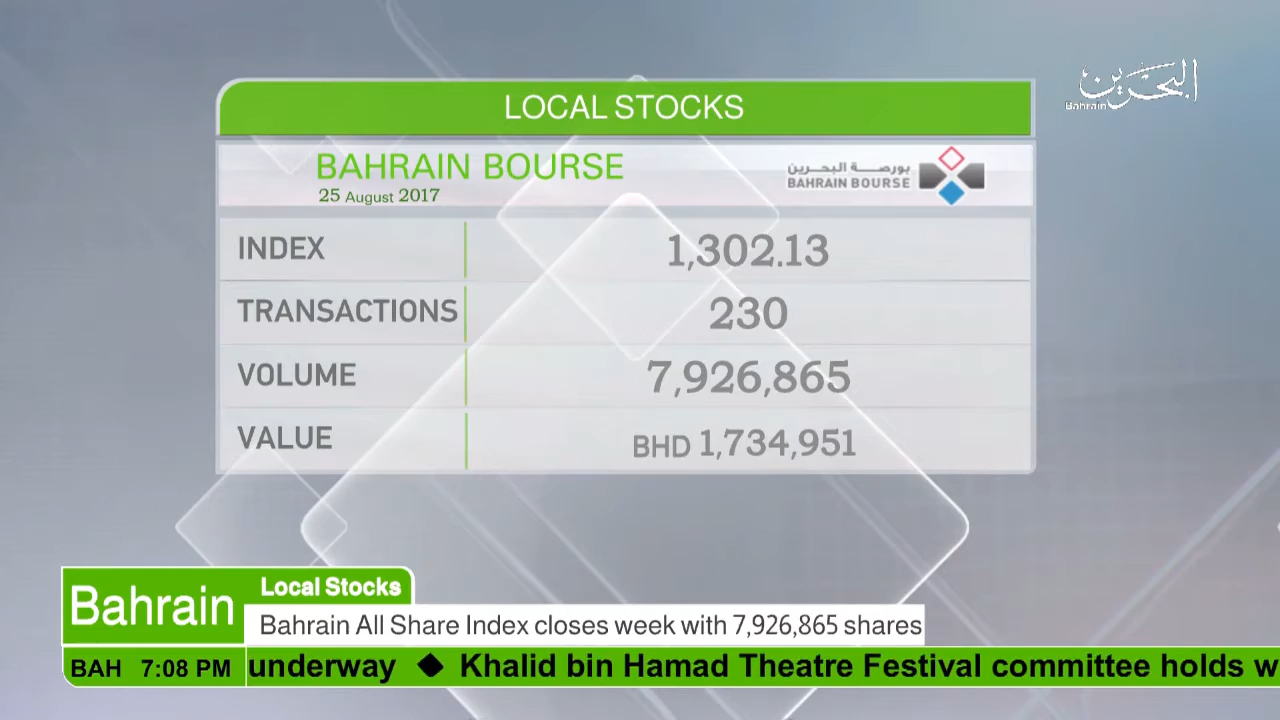 LOCAL STOCKS
البحرين
Bahrain
BAHRAIN BOURSE
25 August 2017
بورصة البحرين
BAHRAIN BOURSE
INDEX 1,302.13
TRANSACTIONS 230
VOLUME 7,926,865
VALUE BHD 1,734,951
Bahrain
Local Stocks
Bahrain All Share Index closes week with 7,926,865 shares
BAH 7:08 PM underway ◆ Khalid bin Hamad Theatre Festival committee holds w